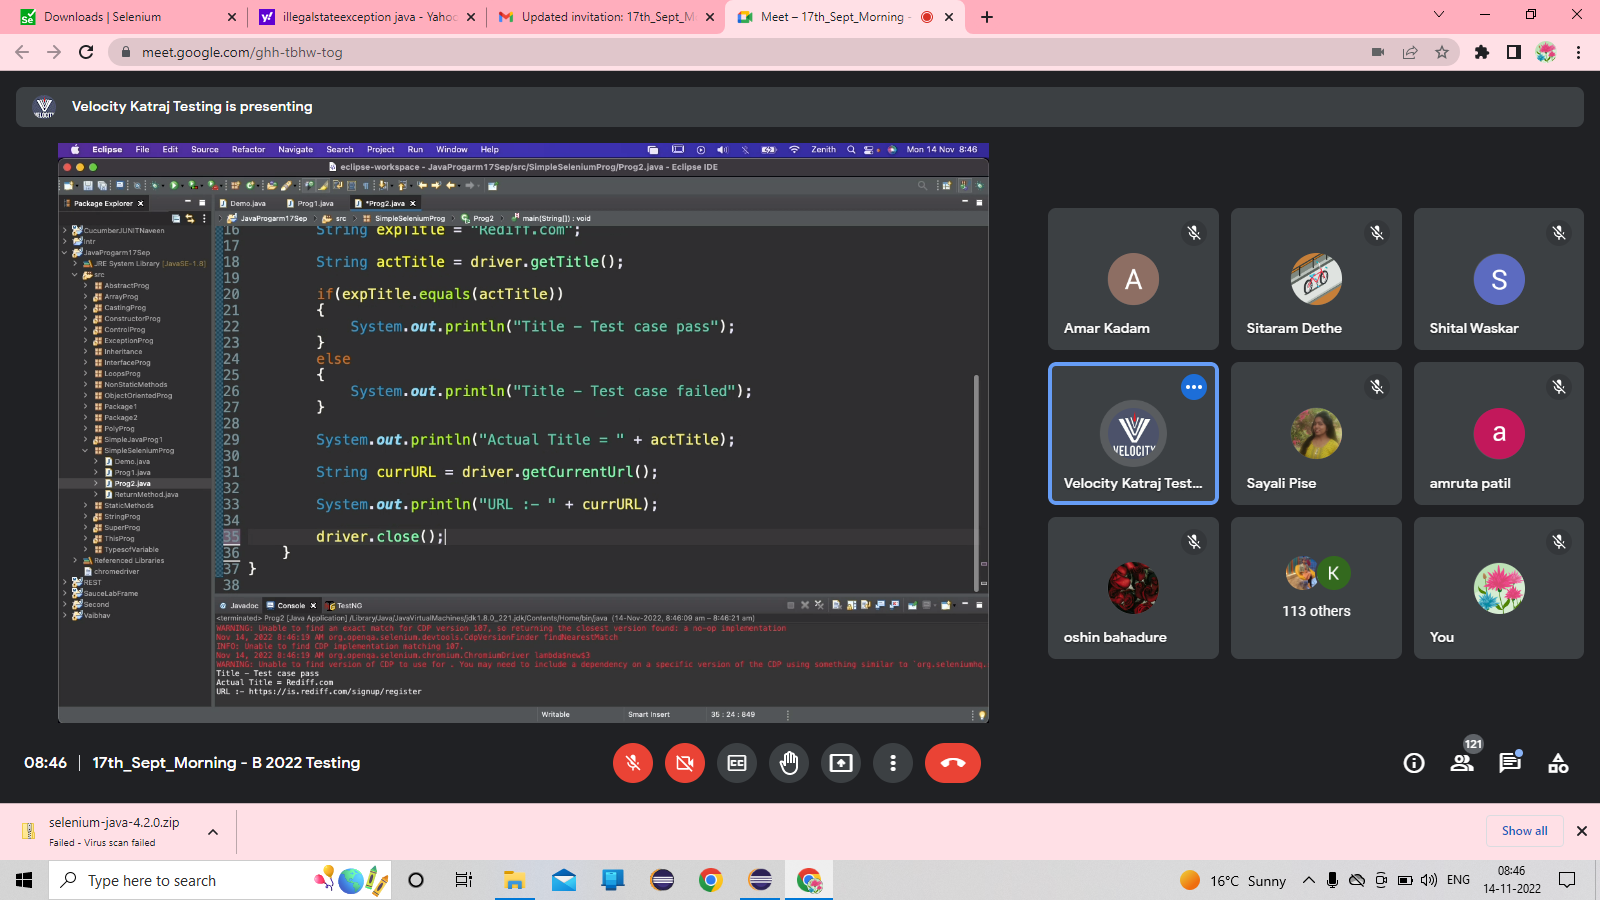 Downloads | Selenium
illegalstateexception java - Yahoo
Updated invitation: 17th_Sept_M
Meet – 17th_Sept_Morning -
meet.google.com/ghh-tbhw-tog
Velocity Katraj Testing is presenting
VELOCITY
Eclipse File Edit Source Refactor Navigate Search Project Run Window Help
Zenith
Mon 14 Nov 8:46
eclipse-workspace - JavaProgarm17Sep/src/SimpleSeleniumProg/Prog2.java - Eclipse IDE
Package Explorer
Demo.java
Prog1.java
*Prog2.java
JavaProgarm17Sep
src
SimpleSeleniumProg
Prog2
main(String[]) : void
CucumberJUNITNaveen
Intr
JavaProgarm17Sep
JRE System Library [JavaSE-1.8]
src
AbstractProg
ArrayProg
CastingProg
ConstructorProg
ControlProg
ExceptionProg
Inheritance
InterfaceProg
LoopsProg
NonStaticMethods
ObjectOrientedProg
Package1
Package2
PolyProg
SimpleJavaProg1
SimpleSeleniumProg
Demo.java
Prog1.java
Prog2.java
ReturnMethod.java
StaticMethods
StringProg
SuperProg
ThisProg
TypesofVariable
Referenced Libraries
chromedriver
REST
SauceLabFrame
Second
Vaibhav
16 String expTitle = "Rediff.com";
17
18 String actTitle = driver.getTitle();
19
20 if(expTitle.equals(actTitle))
21 {
22 System.out.println("Title - Test case pass");
23 }
24 else
25 {
26 System.out.println("Title - Test case failed");
27 }
28
29 System.out.println("Actual Title = " + actTitle);
30
31 String currURL = driver.getCurrentUrl();
32
33 System.out.println("URL :- " + currURL);
34
35 driver.close();
36 }
37 }
38
Javadoc
Console
TestNG
<terminated> Prog2 [Java Application] /Library/Java/JavaVirtualMachines/jdk1.8.0_221.jdk/Contents/Home/bin/java (14-Nov-2022, 8:46:09 am – 8:46:21 am)
WARNING: Unable to find an exact match for CDP version 107, so returning the closest version found: a no-op implementation
Nov 14, 2022 8:46:19 AM org.openqa.selenium.devtools.CdpVersionFinder findNearestMatch
INFO: Unable to find CDP implementation matching 107.
Nov 14, 2022 8:46:19 AM org.openqa.selenium.chromium.ChromiumDriver lambda$new$3
WARNING: Unable to find version of CDP to use for . You may need to include a dependency on a specific version of the CDP using something similar to `org.seleniumhq.
Title - Test case pass
Actual Title = Rediff.com
URL :- https://is.rediff.com/signup/register
Writable
Smart Insert
35 : 24 : 849
A
Amar Kadam
Sitaram Dethe
S
Shital Waskar
VELOCITY
Velocity Katraj Test...
Sayali Pise
a
amruta patil
oshin bahadure
K
113 others
You
08:46 | 17th_Sept_Morning - B 2022 Testing
121
selenium-java-4.2.0.zip
Failed - Virus scan failed
Show all
Type here to search
16°C Sunny
ENG
08:46
14-11-2022